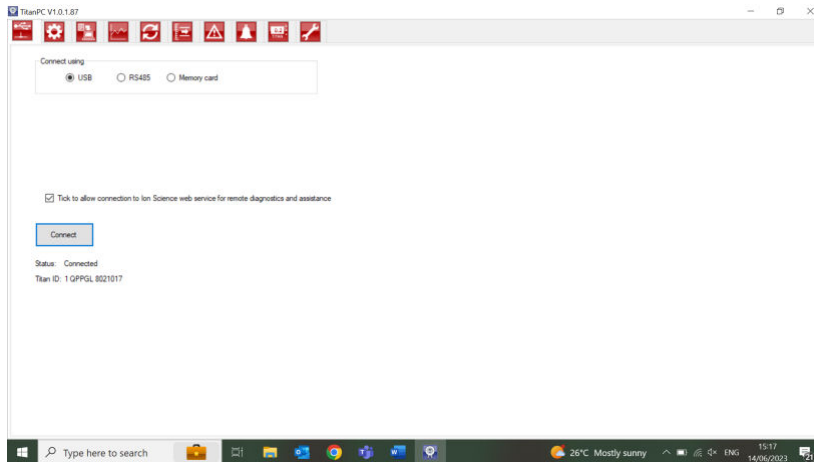 TitanPC V1.0.1.87
Connect using
USB RS485 Memory card
Tick to allow connection to Ion Science web service for remote diagnostics and assistance
Connect
Status: Connected
Titan ID: 1 QPPGL 8021017
Type here to search
26°C Mostly sunny ENG 15:17
14/06/2023
21